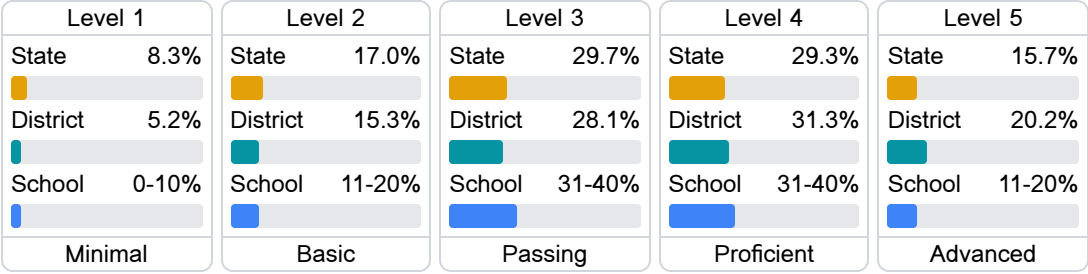 Level 1
State 8.3%
District 5.2%
School 0-10%
Minimal
Level 2
State 17.0%
District 15.3%
School 11-20%
Basic
Level 3
State 29.7%
District 28.1%
School 31-40%
Passing
Level 4
State 29.3%
District 31.3%
School 31-40%
Proficient
Level 5
State 15.7%
District 20.2%
School 11-20%
Advanced